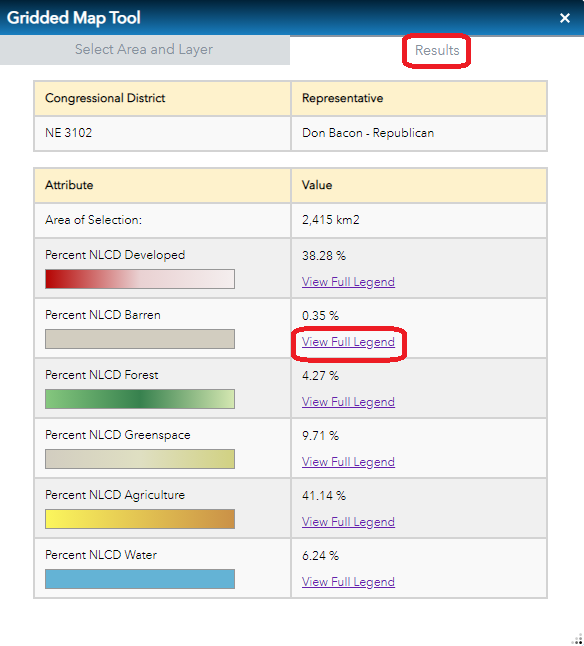 Gridded Map Tool ×
Select Area and Layer Results
Congressional District Representative
NE 3102 Don Bacon - Republican
Attribute Value
Area of Selection: 2,415 km2
Percent NLCD Developed 38.28 %
View Full Legend
Percent NLCD Barren 0.35 %
View Full Legend
Percent NLCD Forest 4.27 %
View Full Legend
Percent NLCD Greenspace 9.71 %
View Full Legend
Percent NLCD Agriculture 41.14 %
View Full Legend
Percent NLCD Water 6.24 %
View Full Legend